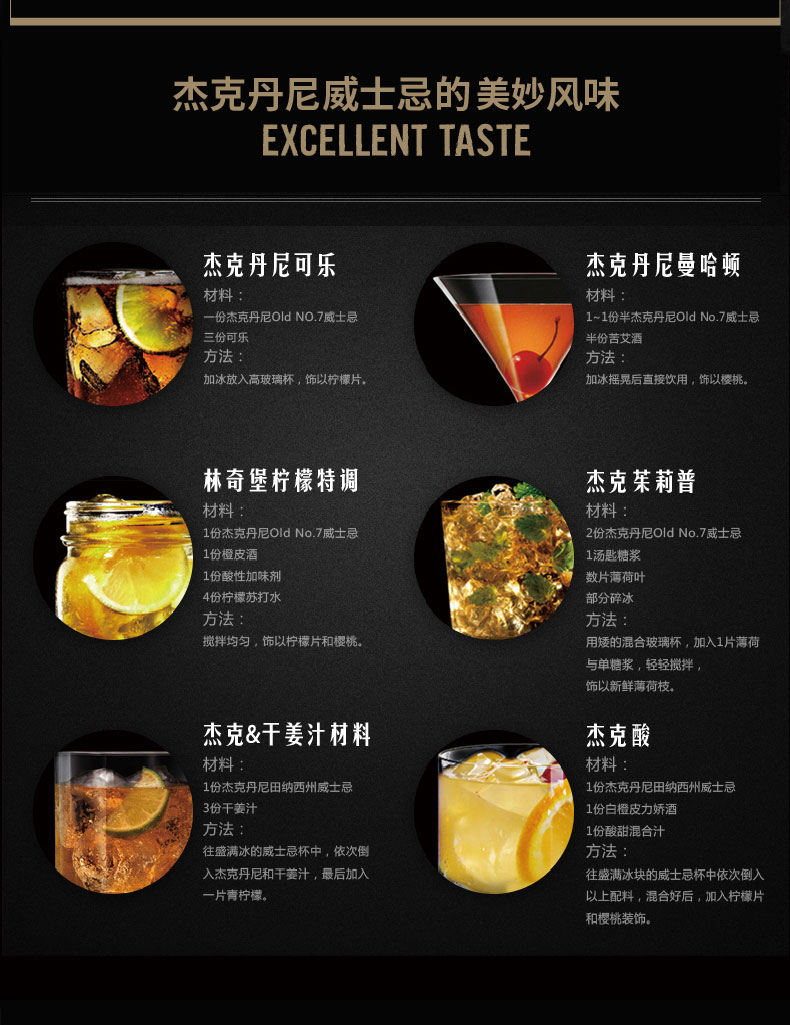 杰克丹尼威士忌的美妙风味
EXCELLENT TASTE
杰克丹尼可乐
材料：
一份杰克丹尼Old NO.7威士忌
三份可乐
方法：
加冰放入高玻璃杯，饰以柠檬片。
杰克丹尼曼哈顿
材料：
1~1份半杰克丹尼Old No.7威士忌
半份苦艾酒
方法：
加冰摇晃后直接饮用，饰以樱桃。
林奇堡柠檬特调
材料：
1份杰克丹尼Old No.7威士忌
1份橙皮酒
1份酸性加味剂
4份柠檬苏打水
方法：
搅拌均匀，饰以柠檬片和樱桃。
杰克茱莉普
材料：
2份杰克丹尼Old No.7威士忌
1汤匙糖浆
数片薄荷叶
部分碎冰
方法：
用矮的混合玻璃杯，加入1片薄荷
与单糖浆，轻轻搅拌，
饰以新鲜薄荷枝。
杰克&干姜汁材料
材料：
1份杰克丹尼田纳西州威士忌
3份干姜汁
方法：
往盛满冰的威士忌杯中，依次倒
入杰克丹尼和干姜汁，最后加入
一片青柠檬。
杰克酸
材料：
1份杰克丹尼田纳西州威士忌
1份白橙皮力娇酒
1份酸甜混合汁
方法：
往盛满冰块的威士忌杯中依次倒入
以上配料，混合好后，加入柠檬片
和樱桃装饰。